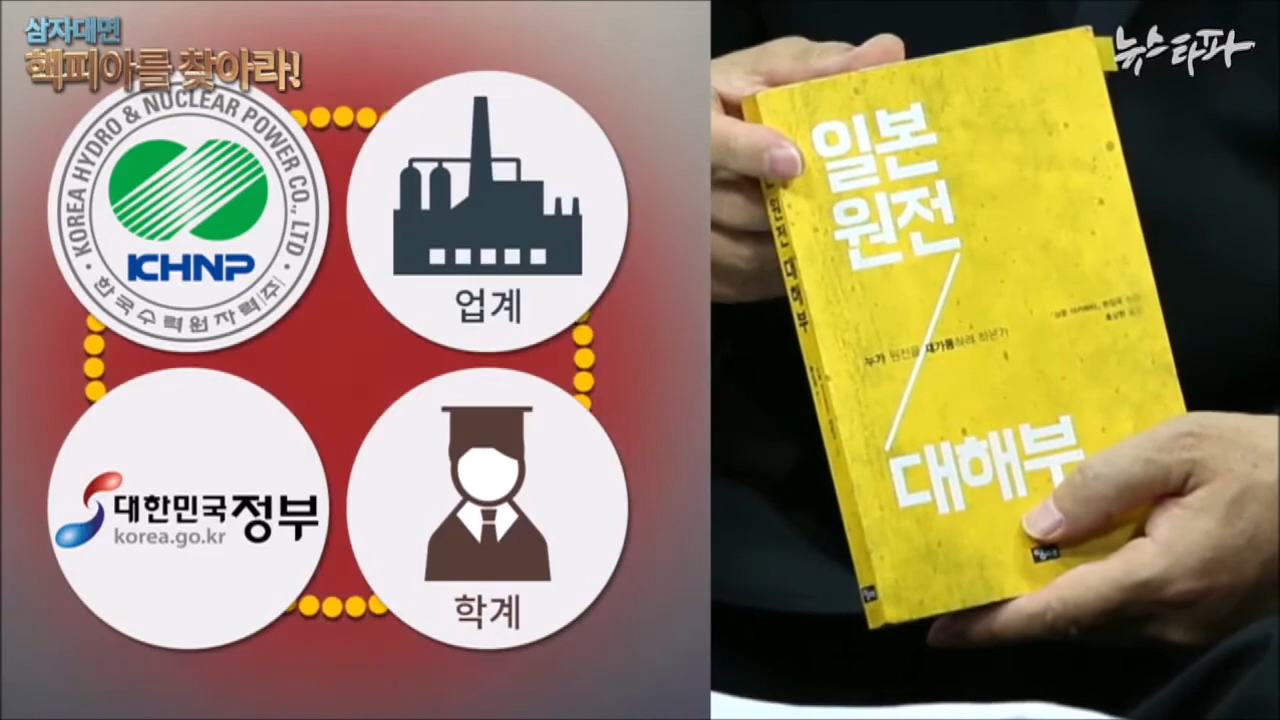 삼자대면
핵피아를 찾아라!
뉴스타파
KOREA HYDRO & NUCLEAR POWER CO., LTD
KHNP
한국수력원자력(주)
업계
대한민국정부
korea.go.kr
학계
일본
원전
대해부
누가 원전을 재가동하려 하는가
원전 대해부